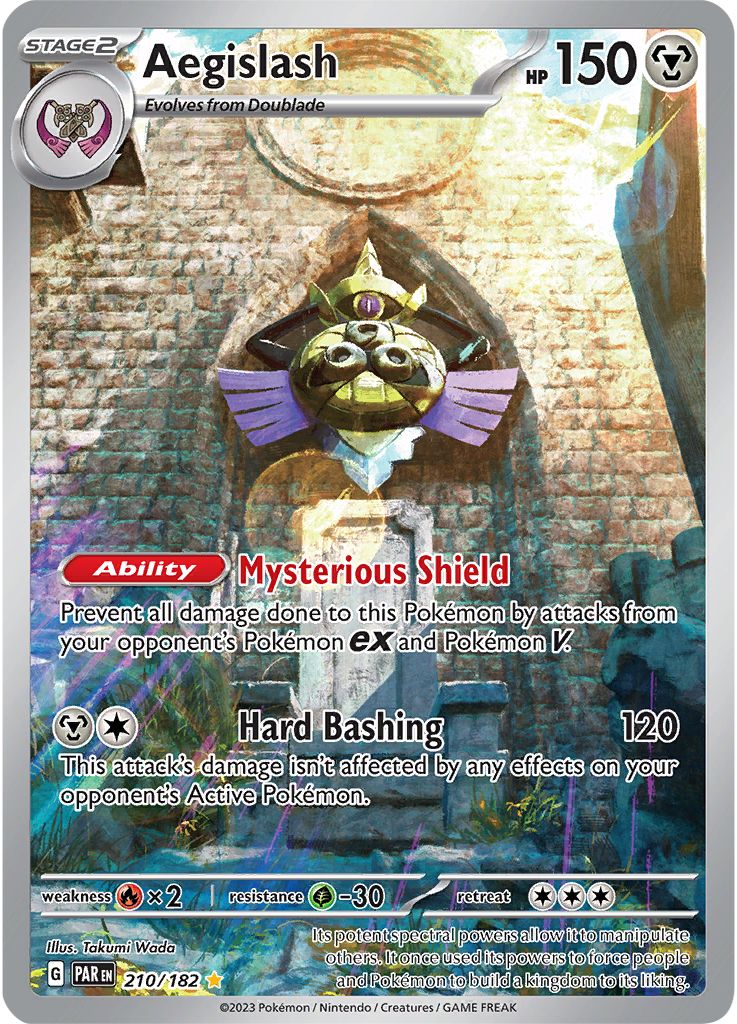 STAGE2
Aegislash
HP 150
Evolves from Doublade
Ability Mysterious Shield
Prevent all damage done to this Pokémon by attacks from
your opponent's Pokémon ex and Pokémon V.
Hard Bashing 120
This attack's damage isn't affected by any effects on your
opponent's Active Pokémon.
weakness ×2 resistance -30 retreat
Illus. Takumi Wada
Its potent spectral powers allow it to manipulate
others. It once used its powers to force people
and Pokémon to build a kingdom to its liking.
G PAR EN 210/182
©2023 Pokémon / Nintendo / Creatures / GAME FREAK